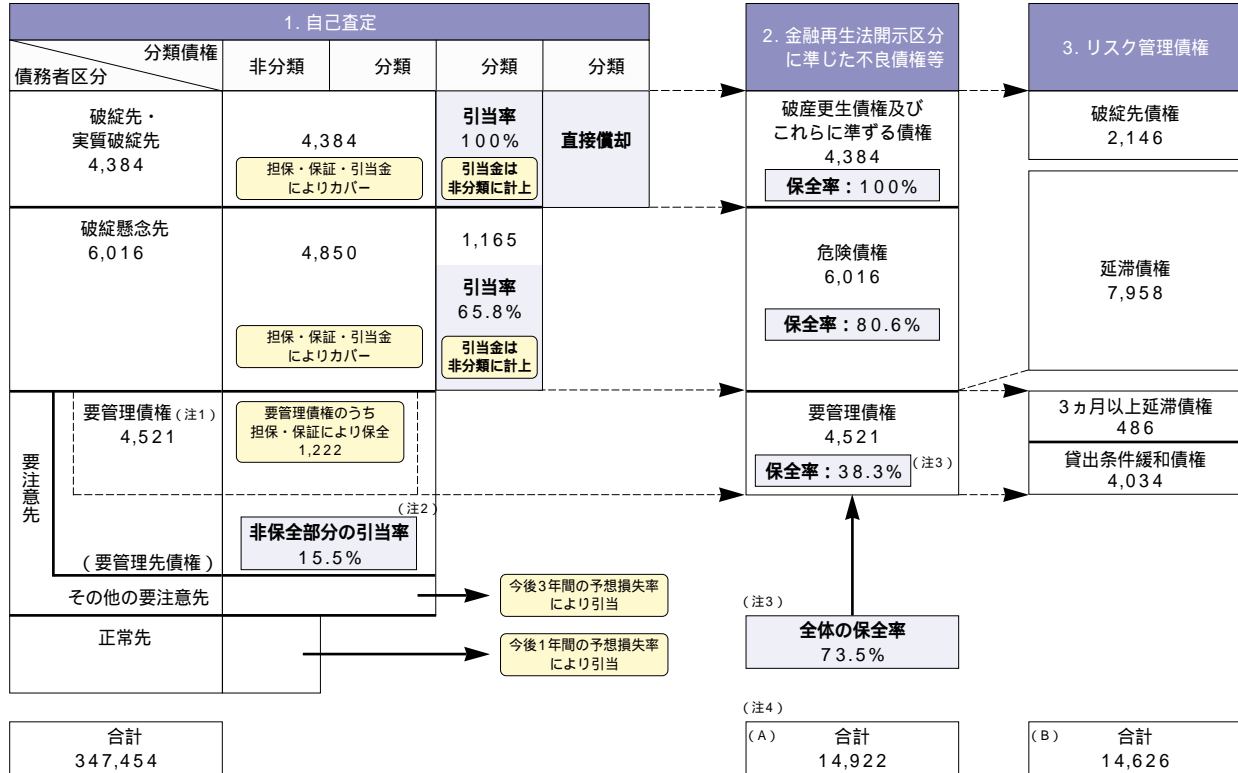 1. 自己査定
分類債権
債務者区分
非分類
分類
分類
分類
破綻先・
実質破綻先
4,384
4,384
担保・保証・引当金
によりカバー
引当率
100%
引当金は
非分類に計上
直接償却
破綻懸念先
6,016
4,850
担保・保証・引当金
によりカバー
1,165
引当率
65.8%
引当金は
非分類に計上
要注意先
要管理債権(注1)
4,521
要管理債権のうち
担保・保証により保全
1,222
(注2)
非保全部分の引当率
15.5%
(要管理先債権)
その他の要注意先
今後3年間の予想損失率
により引当
正常先
今後1年間の予想損失率
により引当
合計
347,454
2. 金融再生法開示区分
に準じた不良債権等
破産更生債権及び
これらに準ずる債権
4,384
保全率:100%
危険債権
6,016
保全率:80.6%
要管理債権
4,521
保全率:38.3%(注3)
(注3)
全体の保全率
73.5%
(注4)
(A) 合計
14,922
3. リスク管理債権
破綻先債権
2,146
延滞債権
7,958
3ヵ月以上延滞債権
486
貸出条件緩和債権
4,034
(B) 合計
14,626